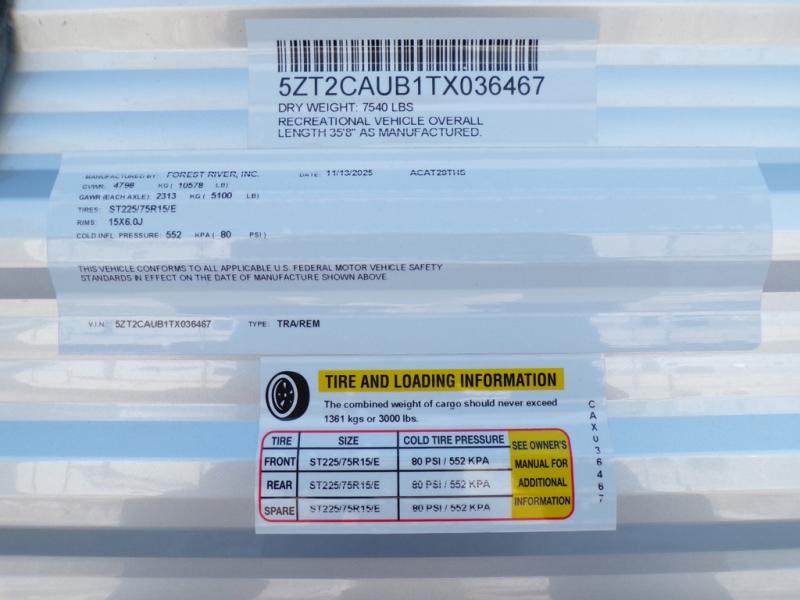 5ZT2CAUB1TX036467
DRY WEIGHT: 7540 LBS
RECREATIONAL VEHICLE OVERALL
LENGTH 35'8" AS MANUFACTURED.
MANUFACTURED BY: FOREST RIVER, INC. DATE: 11/13/2025 ACAT29THS
GVWR: 4798 KG ( 10578 LB)
GAWR (EACH AXLE): 2313 KG ( 5100 LB)
TIRES: ST225/75R15/E
RIMS: 15X6.0J
COLD INFL. PRESSURE: 552 KPA ( 80 PSI )
THIS VEHICLE CONFORMS TO ALL APPLICABLE U.S. FEDERAL MOTOR VEHICLE SAFETY
STANDARDS IN EFFECT ON THE DATE OF MANUFACTURE SHOWN ABOVE
V.I.N.: 5ZT2CAUB1TX036467 TYPE: TRA/REM
TIRE AND LOADING INFORMATION
The combined weight of cargo should never exceed
1361 kgs or 3000 lbs.
TIRE SIZE COLD TIRE PRESSURE
FRONT ST225/75R15/E 80 PSI / 552 KPA
REAR ST225/75R15/E 80 PSI / 552 KPA
SPARE ST225/75R15/E 80 PSI / 552 KPA
SEE OWNER'S
MANUAL FOR
ADDITIONAL
INFORMATION
CAX036467